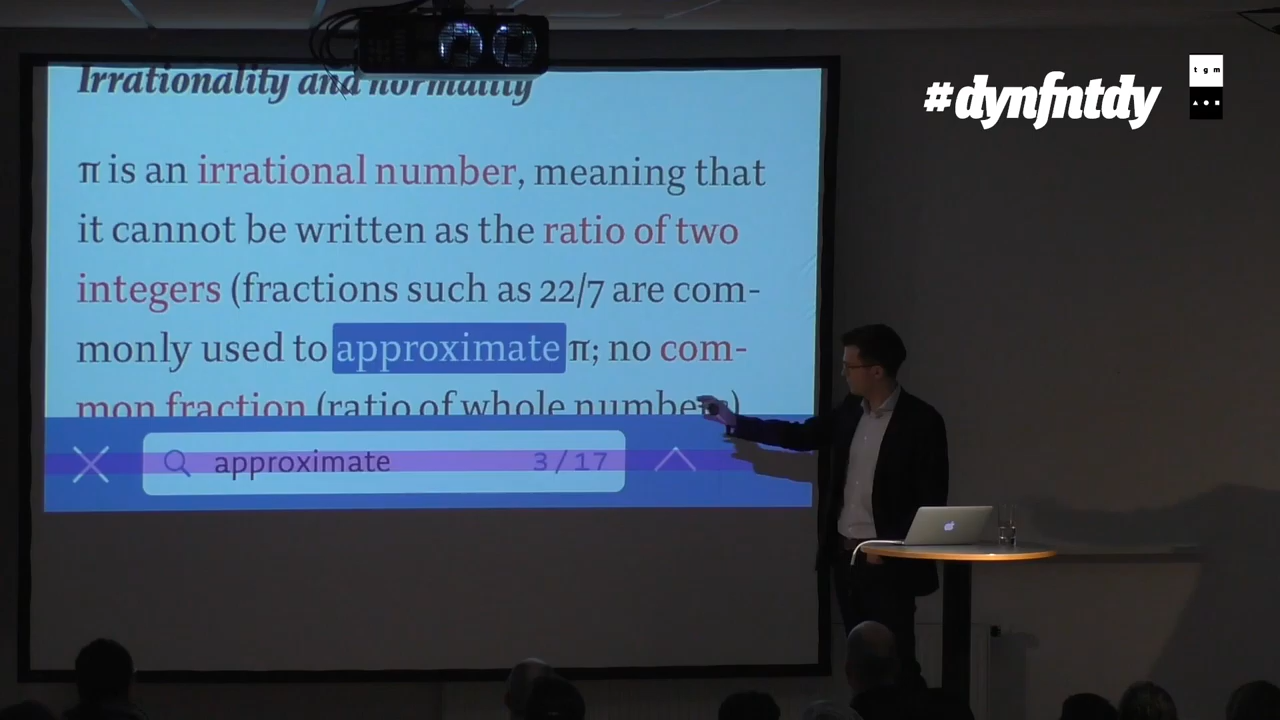 Irrationality and normality
#dynfntdy
tgm
π is an irrational number, meaning that
it cannot be written as the ratio of two
integers (fractions such as 22/7 are com-
monly used to approximate π; no com-
mon fraction (ratio of whole numbers)
approximate 3/17